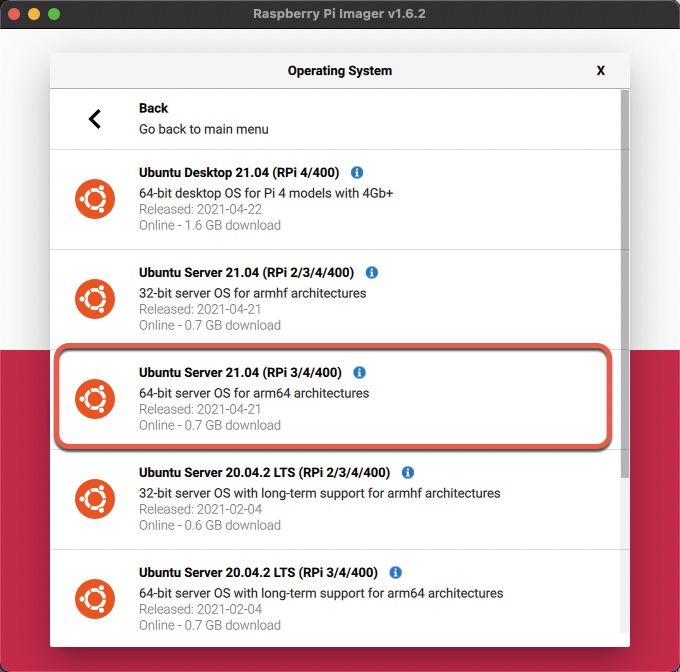 Raspberry Pi Imager v1.6.2
Operating System
X
Back
Go back to main menu
Ubuntu Desktop 21.04 (RPi 4/400)
64-bit desktop OS for Pi 4 models with 4Gb+
Released: 2021-04-22
Online - 1.6 GB download
Ubuntu Server 21.04 (RPi 2/3/4/400)
32-bit server OS for armhf architectures
Released: 2021-04-21
Online - 0.7 GB download
Ubuntu Server 21.04 (RPi 3/4/400)
64-bit server OS for arm64 architectures
Released: 2021-04-21
Online - 0.7 GB download
Ubuntu Server 20.04.2 LTS (RPi 2/3/4/400)
32-bit server OS with long-term support for armhf architectures
Released: 2021-02-04
Online - 0.6 GB download
Ubuntu Server 20.04.2 LTS (RPi 3/4/400)
64-bit server OS with long-term support for arm64 architectures
Released: 2021-02-04
Online - 0.7 GB download